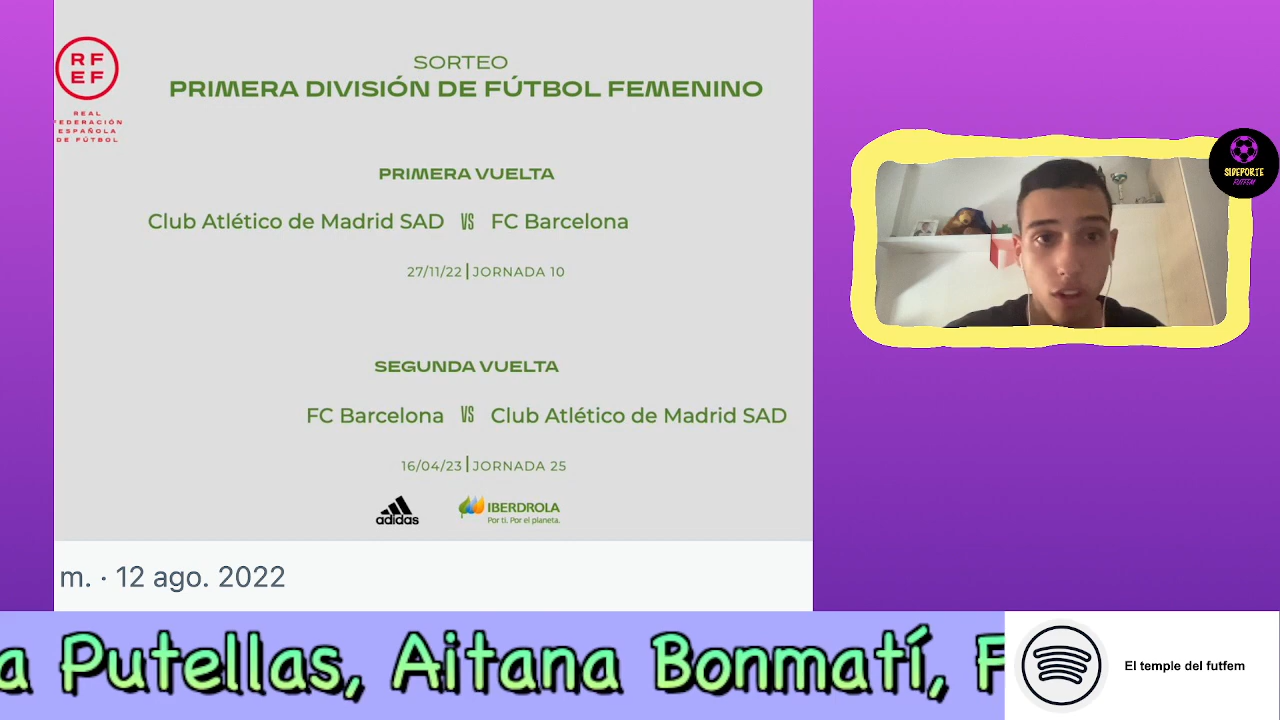 RF
EF
REAL
FEDERACIÓN
ESPAÑOLA
DE FÚTBOL
SORTEO
PRIMERA DIVISIÓN DE FÚTBOL FEMENINO
PRIMERA VUELTA
Club Atlético de Madrid SAD VS FC Barcelona
27/11/22 | JORNADA 10
SEGUNDA VUELTA
FC Barcelona VS Club Atlético de Madrid SAD
16/04/23 | JORNADA 25
adidas
IBERDROLA
Por ti. Por el planeta.
m. · 12 ago. 2022
SIDEPORTE
FUTFEM
a Putellas, Aitana Bonmatí, F
El temple del futfem